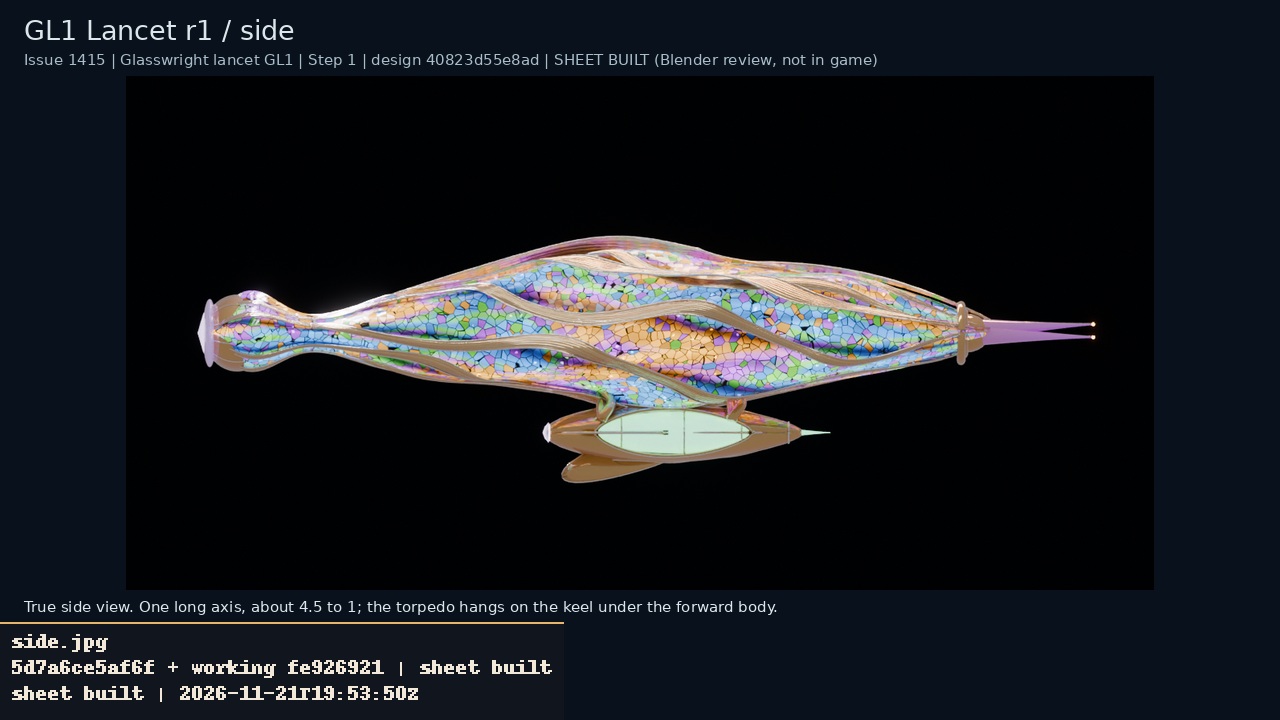 GL1 Lancet r1 / side
Issue 1415 | Glasswright lancet GL1 | Step 1 | design 40823d55e8ad | SHEET BUILT (Blender review, not in game)
True side view. One long axis, about 4.5 to 1; the torpedo hangs on the keel under the forward body.
side.jpg
5d7a6ce5af6f + working fe926921 | sheet built
sheet built | 2026-11-21T19:53:50Z